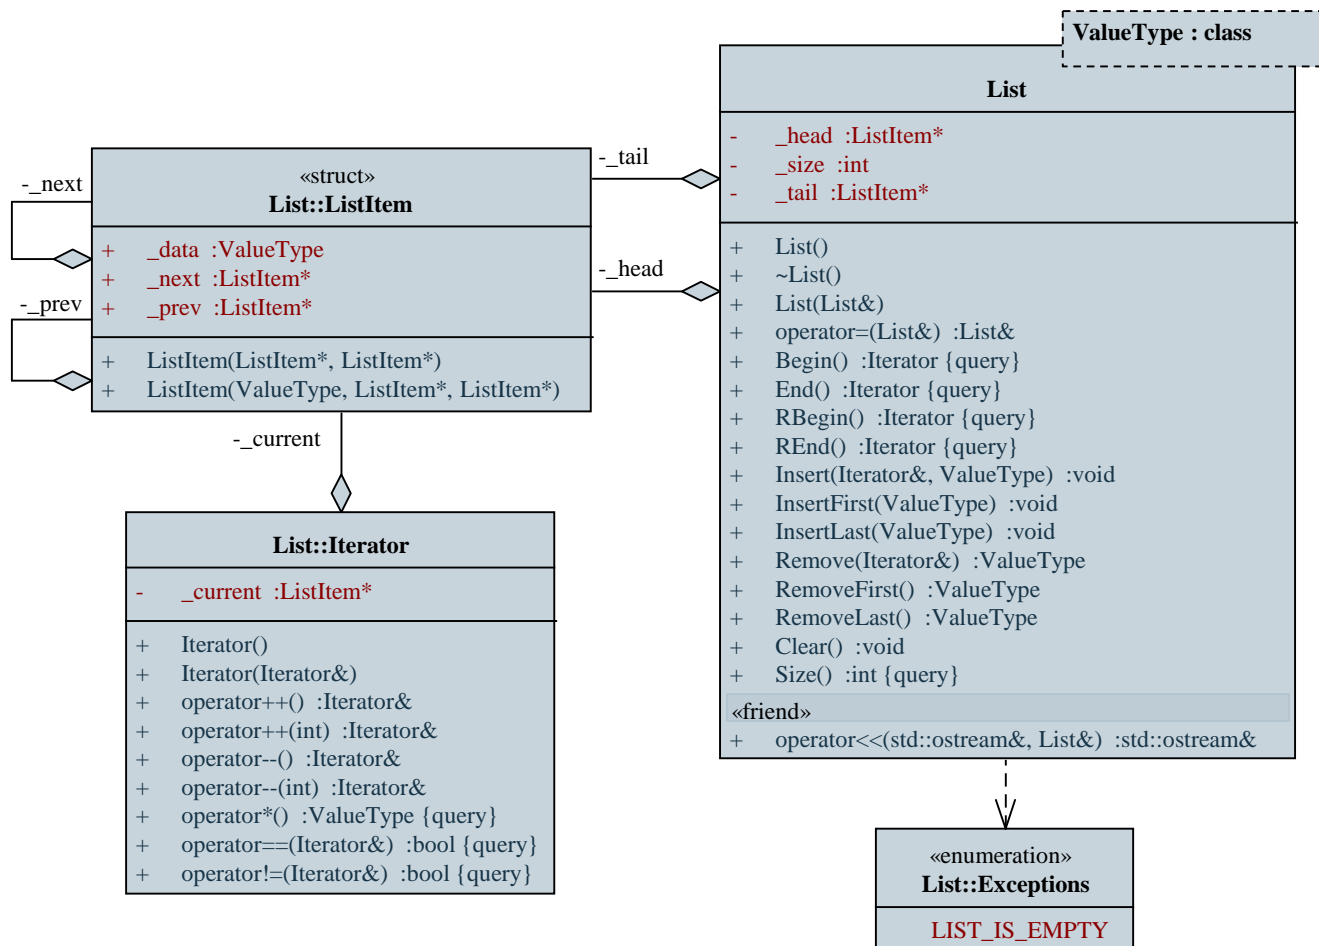 ValueType : class
List
- _head :ListItem*
- _size :int
- _tail :ListItem*
+ List()
+ ~List()
+ List(List&)
+ operator=(List&) :List&
+ Begin() :Iterator {query}
+ End() :Iterator {query}
+ RBegin() :Iterator {query}
+ REnd() :Iterator {query}
+ Insert(Iterator&, ValueType) :void
+ InsertFirst(ValueType) :void
+ InsertLast(ValueType) :void
+ Remove(Iterator&) :ValueType
+ RemoveFirst() :ValueType
+ RemoveLast() :ValueType
+ Clear() :void
+ Size() :int {query}
«friend»
+ operator<<(std::ostream&, List&) :std::ostream&
-_tail
-_head
-_next
-_prev
«struct»
List::ListItem
+ _data :ValueType
+ _next :ListItem*
+ _prev :ListItem*
+ ListItem(ListItem*, ListItem*)
+ ListItem(ValueType, ListItem*, ListItem*)
-_current
List::Iterator
- _current :ListItem*
+ Iterator()
+ Iterator(Iterator&)
+ operator++() :Iterator&
+ operator++(int) :Iterator&
+ operator--() :Iterator&
+ operator--(int) :Iterator&
+ operator*() :ValueType {query}
+ operator==(Iterator&) :bool {query}
+ operator!=(Iterator&) :bool {query}
«enumeration»
List::Exceptions
LIST_IS_EMPTY